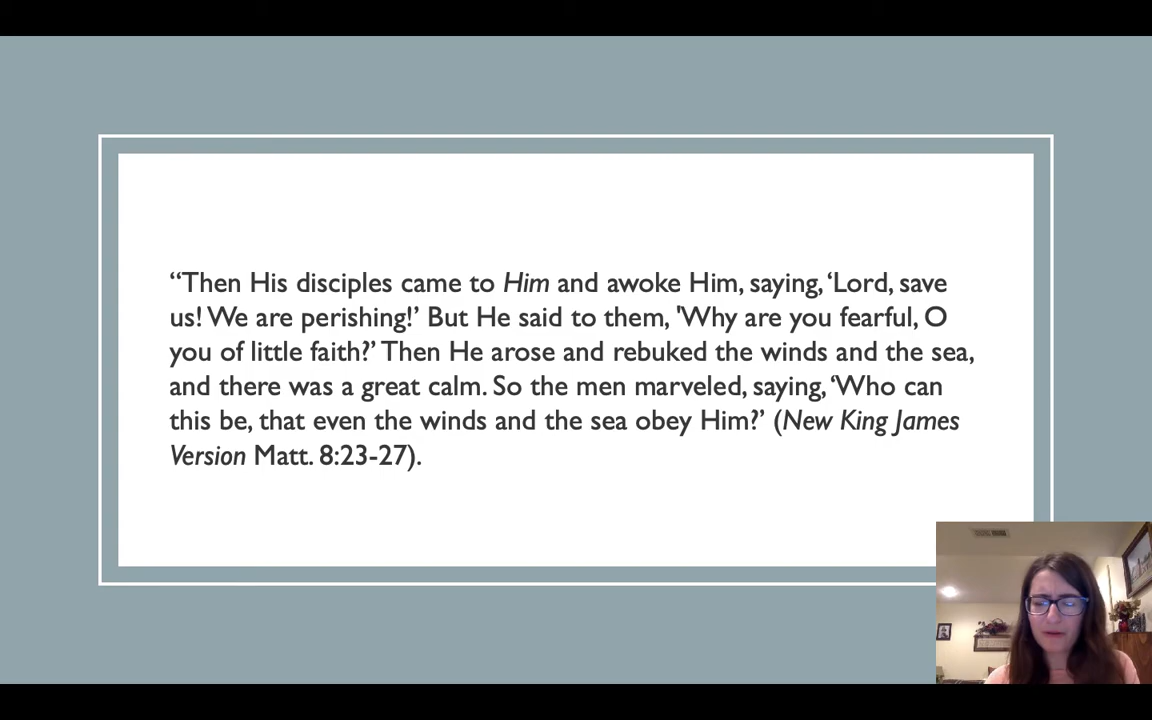 “Then His disciples came to Him and awoke Him, saying, ‘Lord, save
us! We are perishing!’ But He said to them, 'Why are you fearful, O
you of little faith?’ Then He arose and rebuked the winds and the sea,
and there was a great calm. So the men marveled, saying, ‘Who can
this be, that even the winds and the sea obey Him?’ (New King James
Version Matt. 8:23-27).